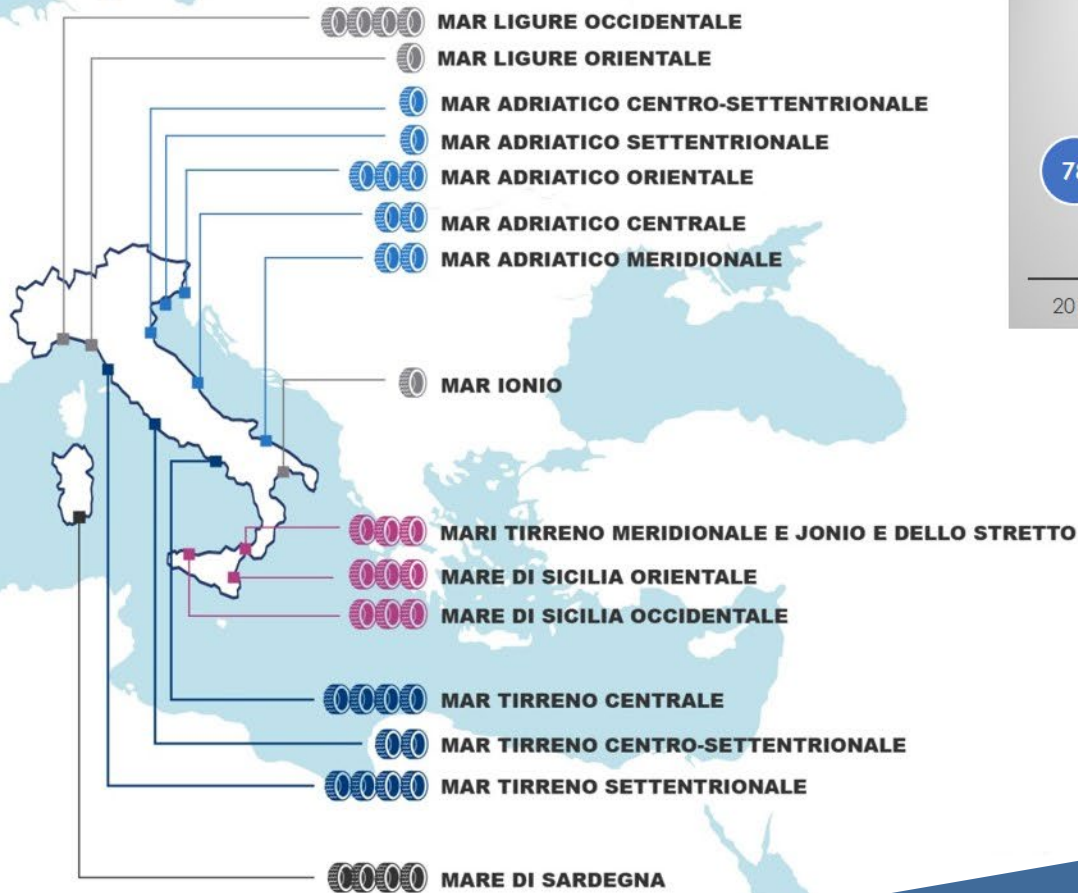 MAR LIGURE OCCIDENTALE
MAR LIGURE ORIENTALE
MAR ADRIATICO CENTRO-SETTENTRIONALE
MAR ADRIATICO SETTENTRIONALE
MAR ADRIATICO ORIENTALE
MAR ADRIATICO CENTRALE
MAR ADRIATICO MERIDIONALE
MAR IONIO
MARI TIRRENO MERIDIONALE E JONIO E DELLO STRETTO
MARE DI SICILIA ORIENTALE
MARE DI SICILIA OCCIDENTALE
MAR TIRRENO CENTRALE
MAR TIRRENO CENTRO-SETTENTRIONALE
MAR TIRRENO SETTENTRIONALE
MARE DI SARDEGNA
20